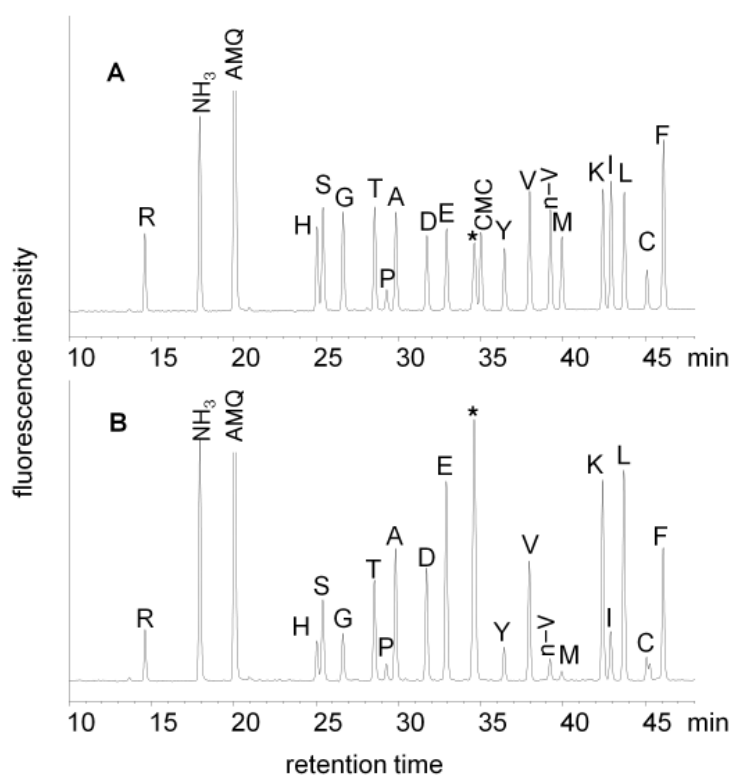 A
R
NH3
AMQ
H
S
G
T
P
A
D
E
*
CMC
Y
V
n–V
M
K
I
L
C
F
10 15 20 25 30 35 40 45 min
fluorescence intensity
B
R
NH3
AMQ
H
S
G
T
P
A
D
E
*
Y
V
n–V
M
K
I
L
C
F
10 15 20 25 30 35 40 45 min
retention time